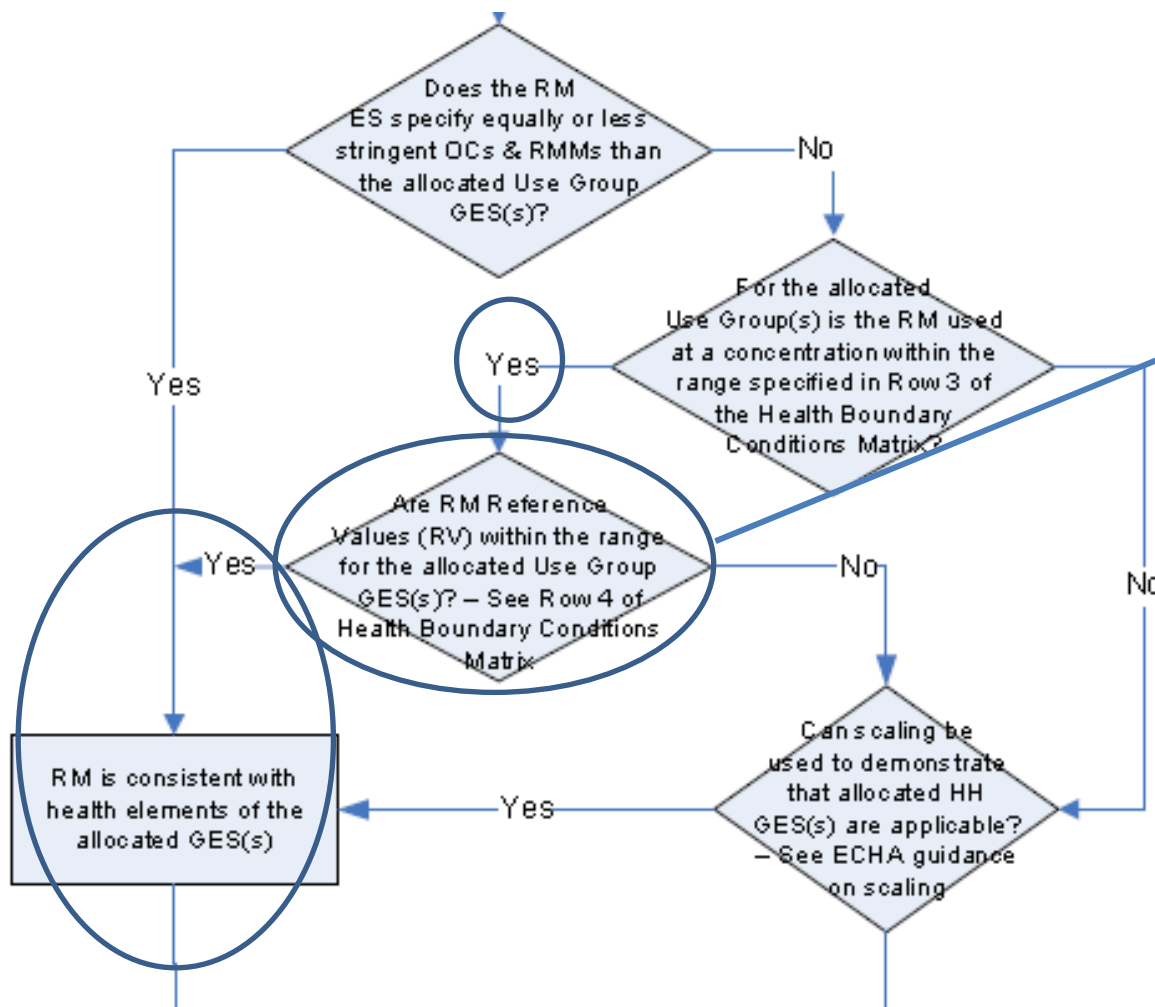 Does the RM
ES specify equally or less
stringent OCs & RMMs than
the allocated Use Group
GES(s)?
No
For the allocated
Use Group(s) is the RM used
at a concentration within the
range specified in Row 3 of
the Health Boundary
Conditions Matrix?
Yes
Yes
Are RM Reference
Values (RV) within the range
for the allocated Use Group
GES(s)? – See Row 4 of
Health Boundary Conditions
Matrix
Yes
No
No
Can scaling be
used to demonstrate
that allocated HH
GES(s) are applicable?
– See ECHA guidance
on scaling
Yes
RM is consistent with
health elements of the
allocated GES(s)